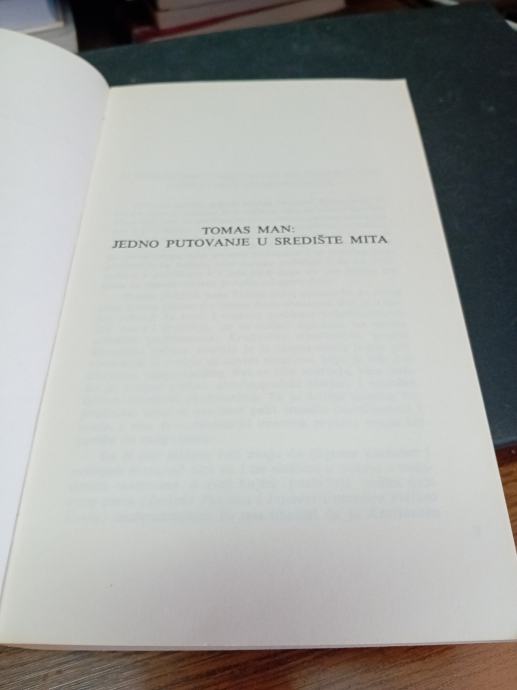 TOMAS MAN:
JEDNO PUTOVANJE U SREDIŠTE MITA